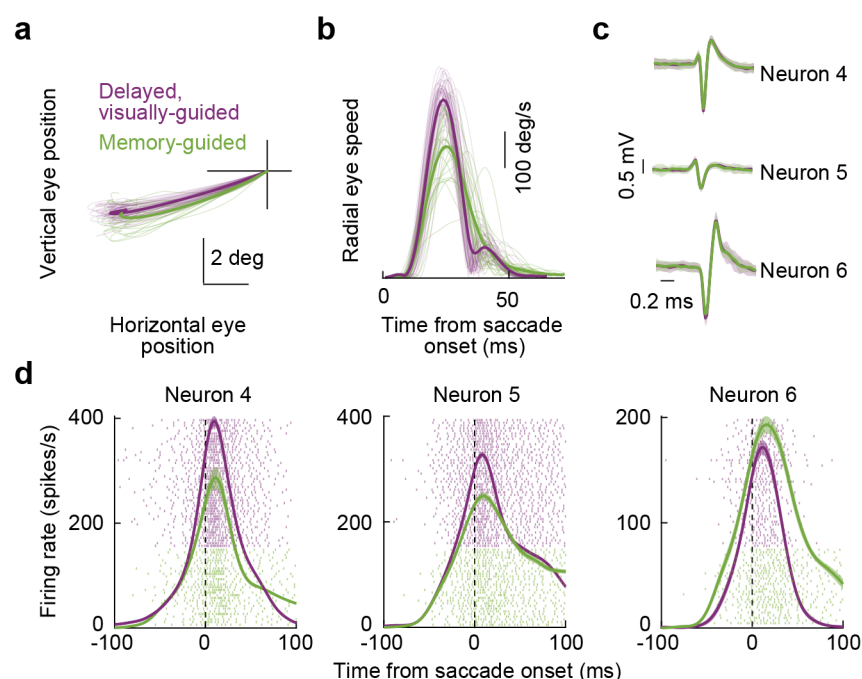 a
Delayed,
visually-guided
Memory-guided
Vertical eye position
2 deg
Horizontal eye
position
b
Radial eye speed
100 deg/s
0
50
Time from saccade
onset (ms)
c
Neuron 4
0.5 mV
Neuron 5
Neuron 6
0.2 ms
d
Neuron 4
Neuron 5
Neuron 6
Firing rate (spikes/s)
400
200
0
-100
0
100
400
200
0
-100
0
100
200
100
0
-100
0
100
Time from saccade onset (ms)